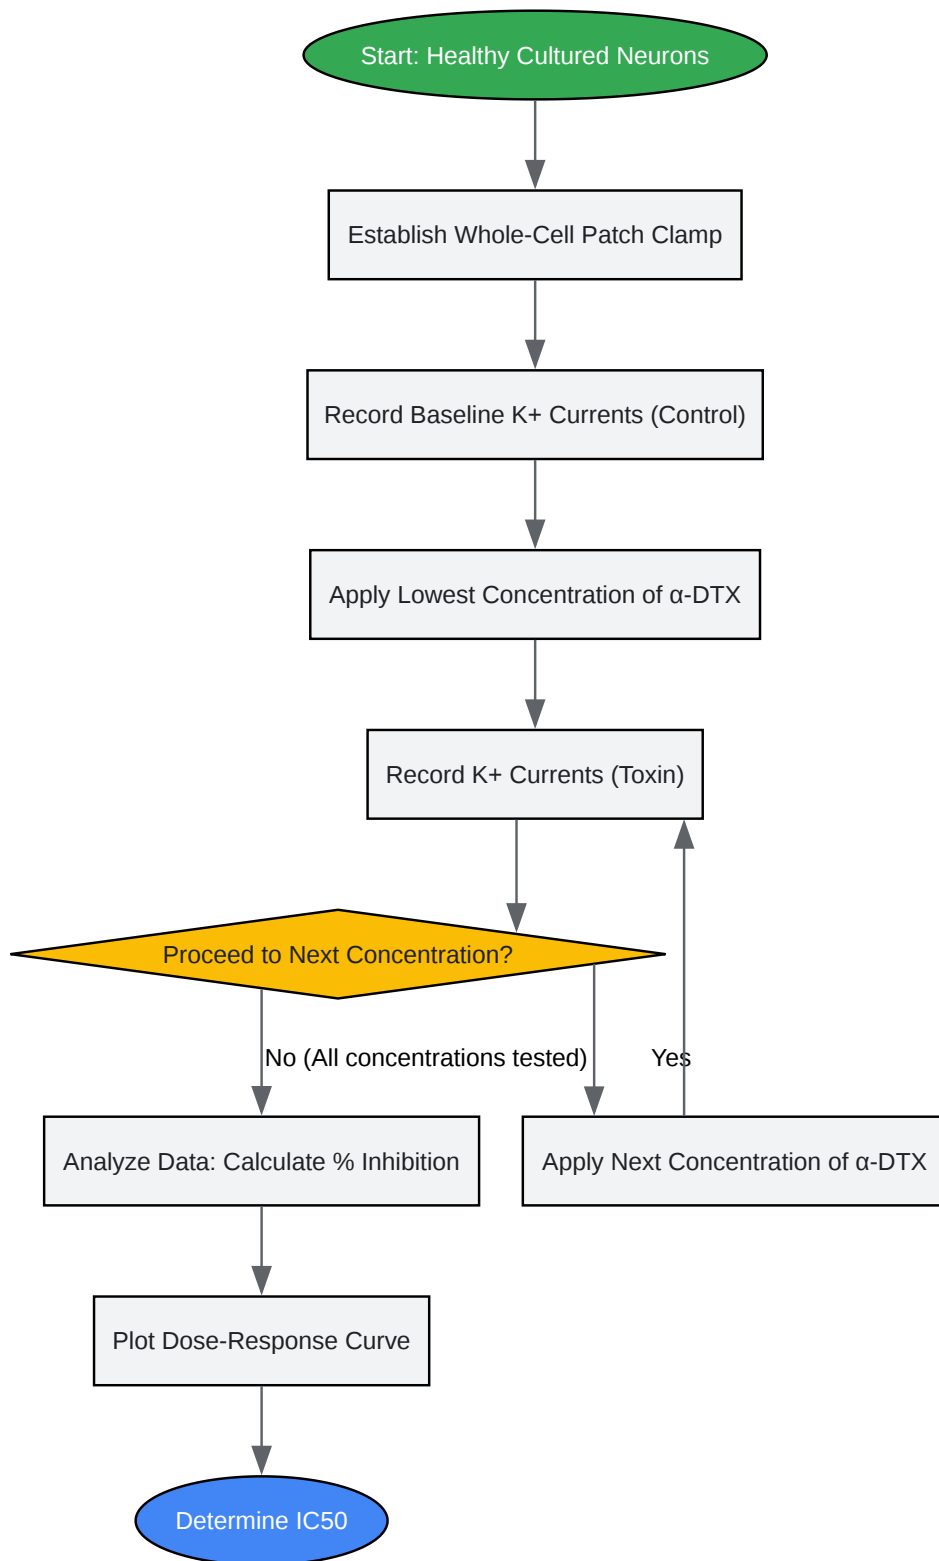 Start: Healthy Cultured Neurons
Establish Whole-Cell Patch Clamp
Record Baseline K+ Currents (Control)
Apply Lowest Concentration of α-DTX
Record K+ Currents (Toxin)
Proceed to Next Concentration?
No (All concentrations tested)
Yes
Analyze Data: Calculate % Inhibition
Apply Next Concentration of α-DTX
Plot Dose-Response Curve
Determine IC50